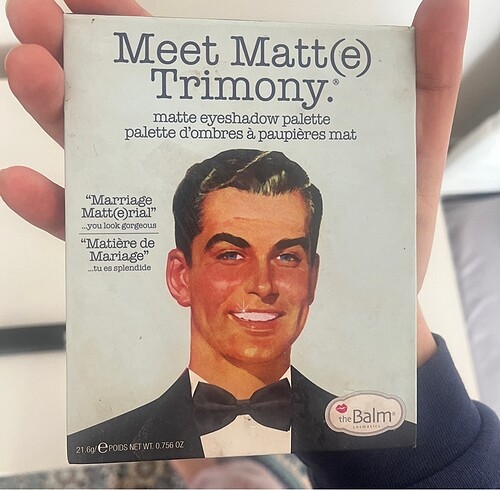 Meet Matt(e)
Trimony.®
matte eyeshadow palette
palette d'ombres à paupières mat
“Marriage
Matt(e)rial”
...you look gorgeous
“Matière de
Mariage”
...tu es splendide
theBalm®
cosmetics
21.6g/℮POIDS NET WT. 0.756 OZ